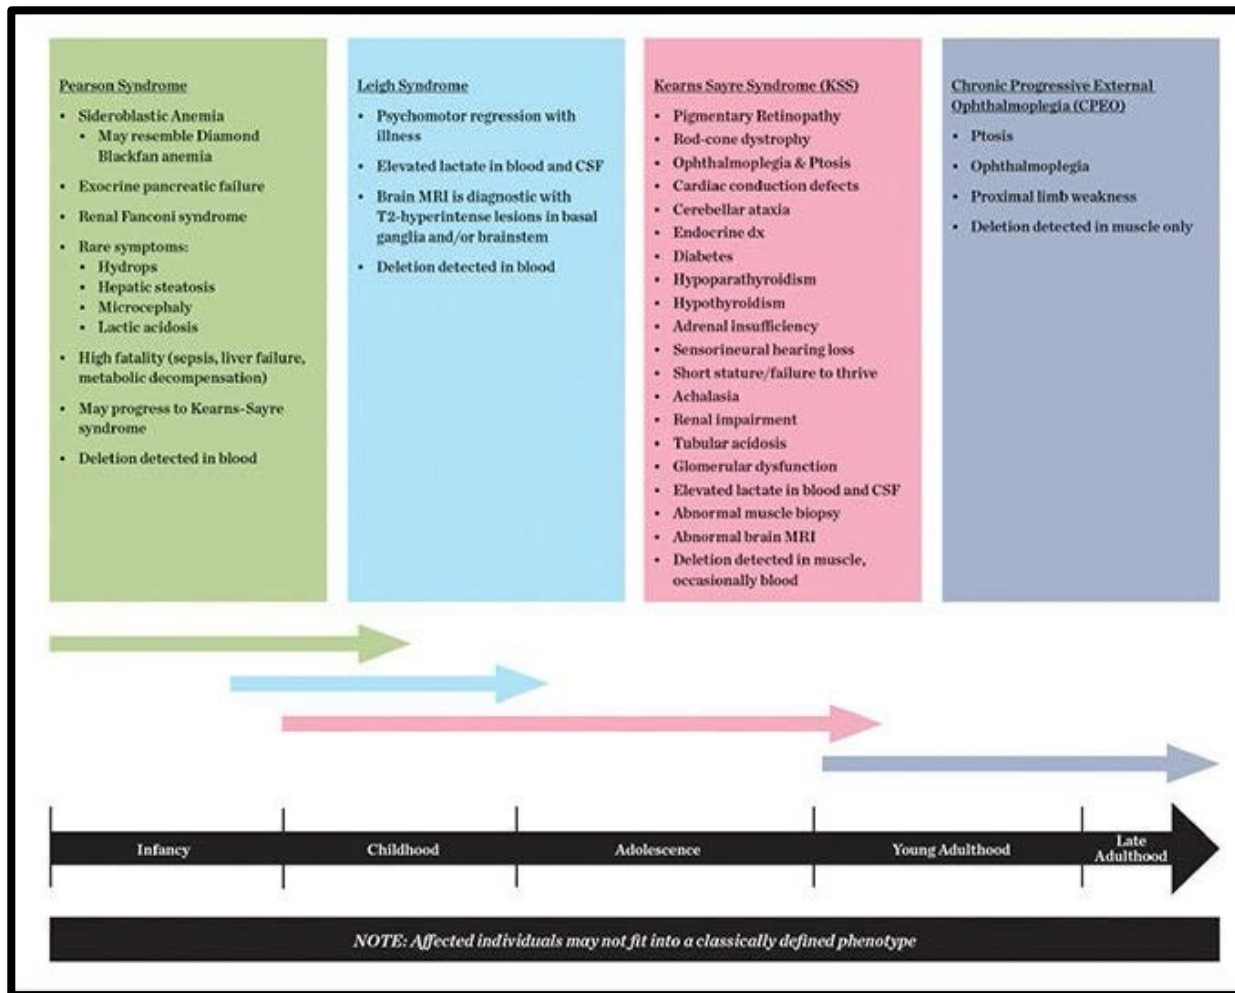 Pearson Syndrome
• Sideroblastic Anemia
• May resemble Diamond
Blackfan anemia
• Exocrine pancreatic failure
• Renal Fanconi syndrome
• Rare symptoms:
• Hydrops
• Hepatic steatosis
• Microcephaly
• Lactic acidosis
• High fatality (sepsis, liver failure,
metabolic decompensation)
• May progress to Kearns-Sayre
syndrome
• Deletion detected in blood
Leigh Syndrome
• Psychomotor regression with
illness
• Elevated lactate in blood and CSF
• Brain MRI is diagnostic with
T2-hyperintense lesions in basal
ganglia and/or brainstem
• Deletion detected in blood
Kearns Sayre Syndrome (KSS)
• Pigmentary Retinopathy
• Rod-cone dystrophy
• Ophthalmoplegia & Ptosis
• Cardiac conduction defects
• Cerebellar ataxia
• Endocrine dx
• Diabetes
• Hypoparathyroidism
• Hypothyroidism
• Adrenal insufficiency
• Sensorineural hearing loss
• Short stature/failure to thrive
• Achalasia
• Renal impairment
• Tubular acidosis
• Glomerular dysfunction
• Elevated lactate in blood and CSF
• Abnormal muscle biopsy
• Abnormal brain MRI
• Deletion detected in muscle,
occasionally blood
Chronic Progressive External
Ophthalmoplegia (CPEO)
• Ptosis
• Ophthalmoplegia
• Proximal limb weakness
• Deletion detected in muscle only
Infancy
Childhood
Adolescence
Young Adulthood
Late
Adulthood
NOTE: Affected individuals may not fit into a classically defined phenotype